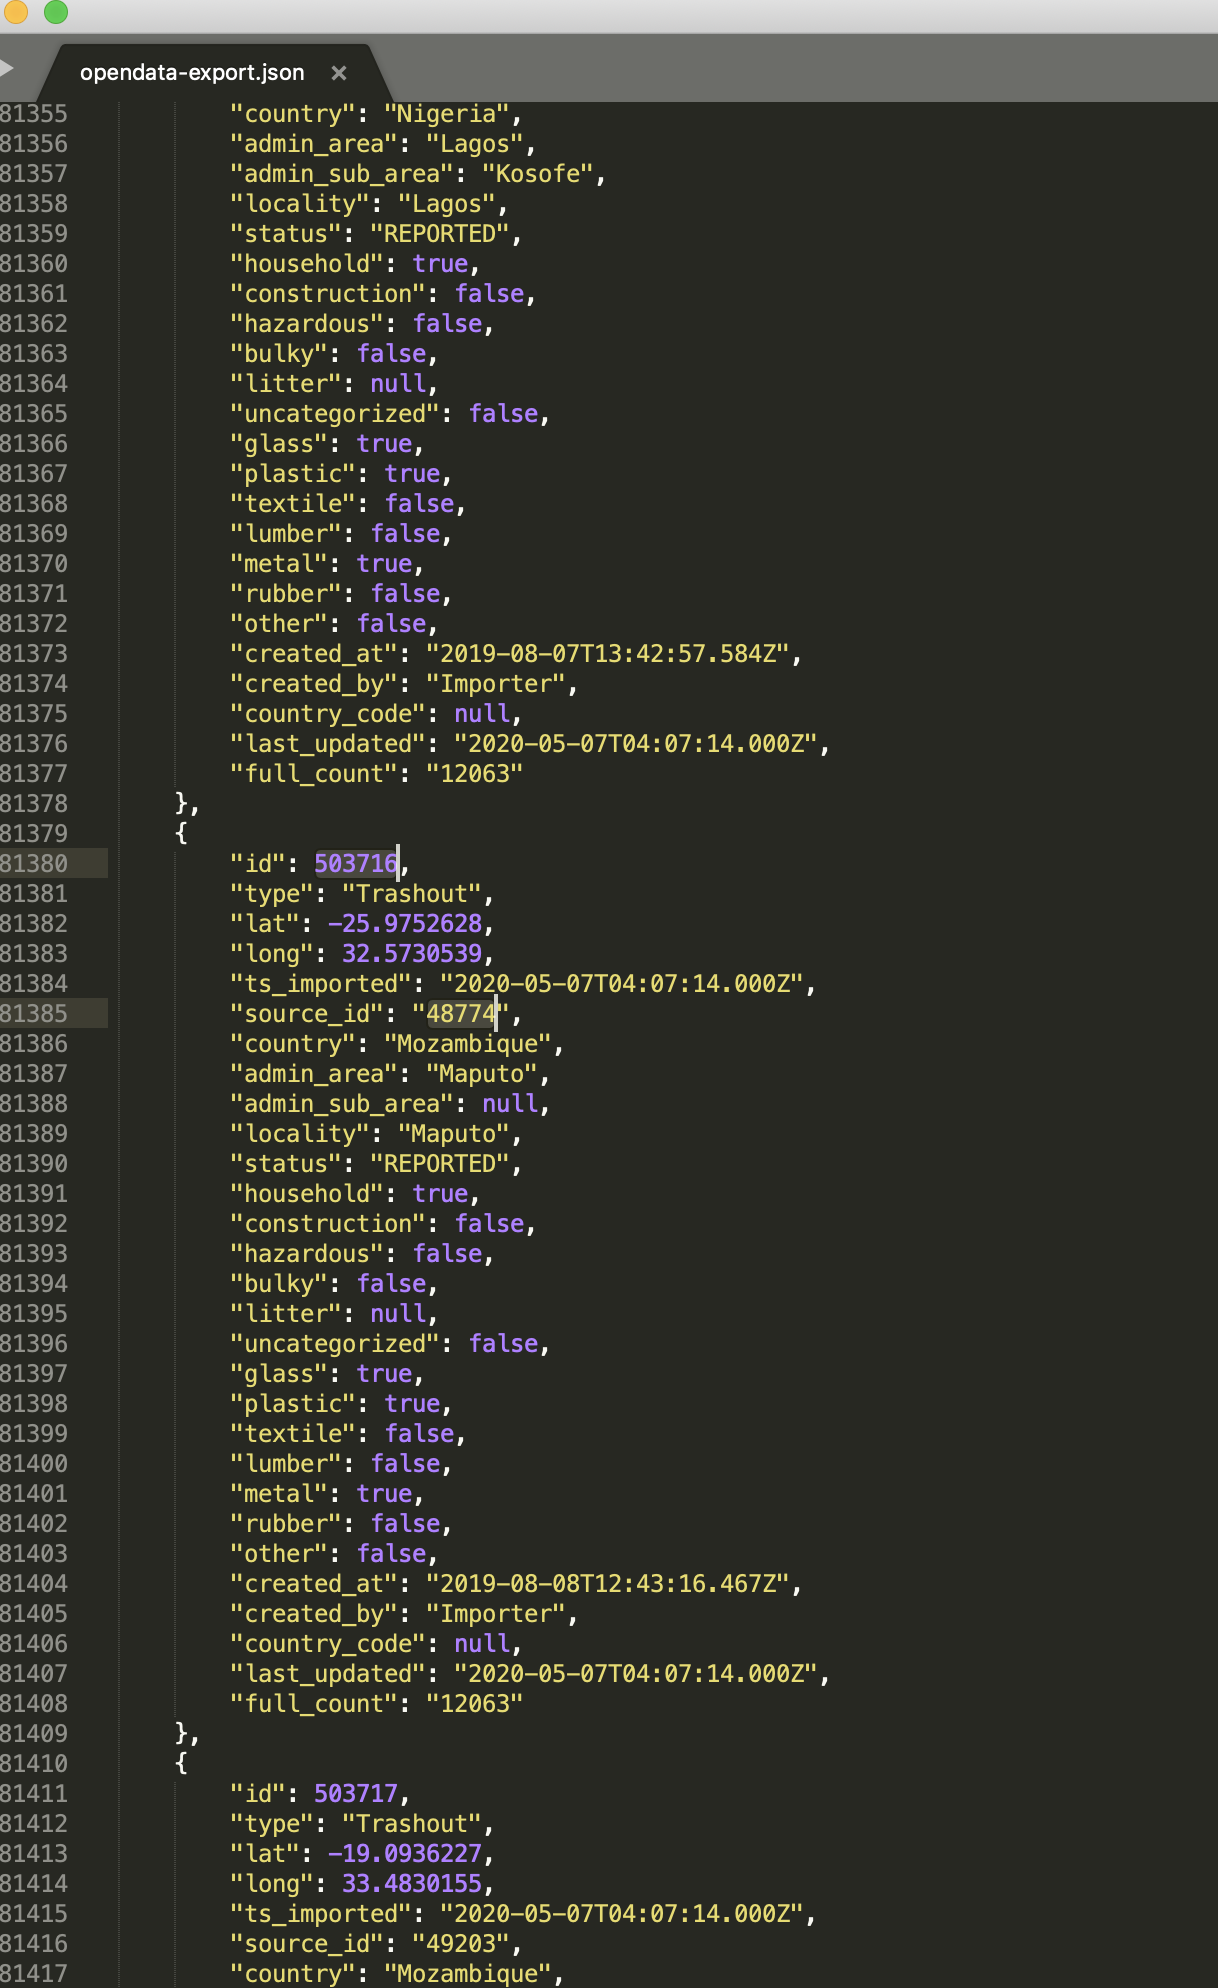 opendata-export.json ×
81355 "country": "Nigeria",
81356 "admin_area": "Lagos",
81357 "admin_sub_area": "Kosofe",
81358 "locality": "Lagos",
81359 "status": "REPORTED",
81360 "household": true,
81361 "construction": false,
81362 "hazardous": false,
81363 "bulky": false,
81364 "litter": null,
81365 "uncategorized": false,
81366 "glass": true,
81367 "plastic": true,
81368 "textile": false,
81369 "lumber": false,
81370 "metal": true,
81371 "rubber": false,
81372 "other": false,
81373 "created_at": "2019-08-07T13:42:57.584Z",
81374 "created_by": "Importer",
81375 "country_code": null,
81376 "last_updated": "2020-05-07T04:07:14.000Z",
81377 "full_count": "12063"
81378 },
81379 {
81380 "id": 503716,
81381 "type": "Trashout",
81382 "lat": -25.9752628,
81383 "long": 32.5730539,
81384 "ts_imported": "2020-05-07T04:07:14.000Z",
81385 "source_id": "48774",
81386 "country": "Mozambique",
81387 "admin_area": "Maputo",
81388 "admin_sub_area": null,
81389 "locality": "Maputo",
81390 "status": "REPORTED",
81391 "household": true,
81392 "construction": false,
81393 "hazardous": false,
81394 "bulky": false,
81395 "litter": null,
81396 "uncategorized": false,
81397 "glass": true,
81398 "plastic": true,
81399 "textile": false,
81400 "lumber": false,
81401 "metal": true,
81402 "rubber": false,
81403 "other": false,
81404 "created_at": "2019-08-08T12:43:16.467Z",
81405 "created_by": "Importer",
81406 "country_code": null,
81407 "last_updated": "2020-05-07T04:07:14.000Z",
81408 "full_count": "12063"
81409 },
81410 {
81411 "id": 503717,
81412 "type": "Trashout",
81413 "lat": -19.0936227,
81414 "long": 33.4830155,
81415 "ts_imported": "2020-05-07T04:07:14.000Z",
81416 "source_id": "49203",
81417 "country": "Mozambique",